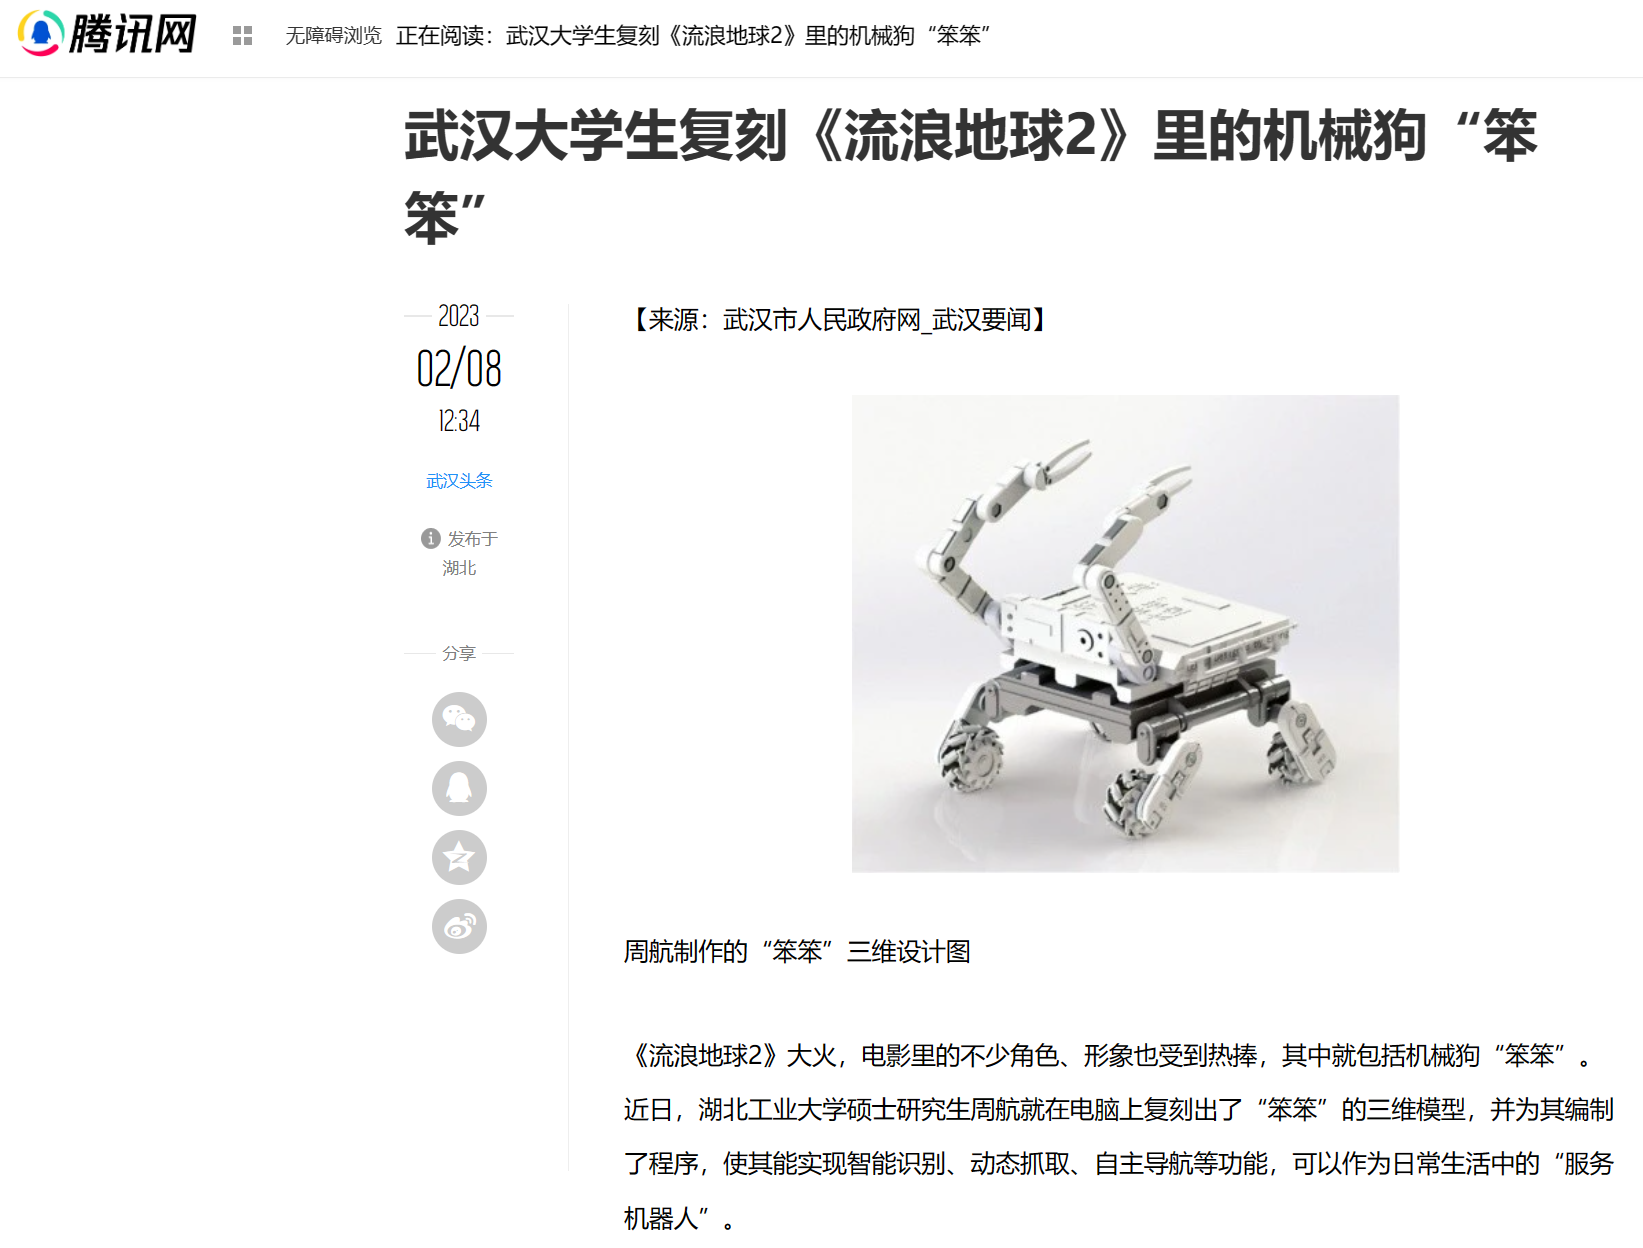 腾讯网
无障碍浏览 正在阅读：武汉大学生复刻《流浪地球2》里的机械狗“笨笨”
武汉大学生复刻《流浪地球2》里的机械狗“笨
笨”
2023
02/08
12:34
武汉头条
发布于
湖北
分享
【来源：武汉市人民政府网_武汉要闻】
周航制作的“笨笨”三维设计图
《流浪地球2》大火，电影里的不少角色、形象也受到热捧，其中就包括机械狗“笨笨”。
近日，湖北工业大学硕士研究生周航就在电脑上复刻出了“笨笨”的三维模型，并为其编制
了程序，使其能实现智能识别、动态抓取、自主导航等功能，可以作为日常生活中的“服务
机器人”。